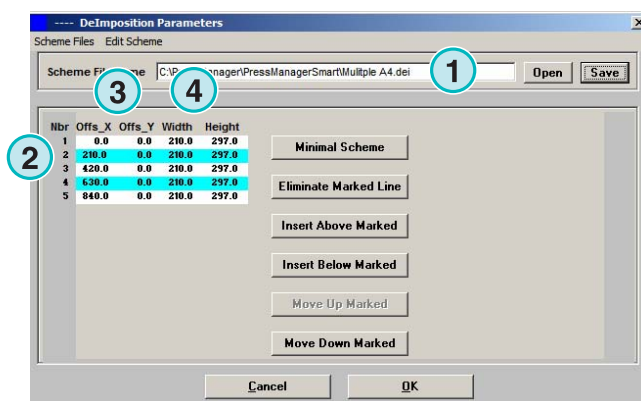 ---- DeImposition Parameters
Scheme Files Edit Scheme
1
Scheme File C:\P anager\PressManagerSmart\Mulitple A4.dei Open Save
3 4
Nbr Offs_X Offs_Y Width Height
1 0.0 0.0 210.0 297.0 Minimal Scheme
2
2 210.0 0.0 210.0 297.0
3 420.0 0.0 210.0 297.0
4 630.0 0.0 210.0 297.0 Eliminate Marked Line
5 840.0 0.0 210.0 297.0
Insert Above Marked
Insert Below Marked
Move Up Marked
Move Down Marked
Cancel OK